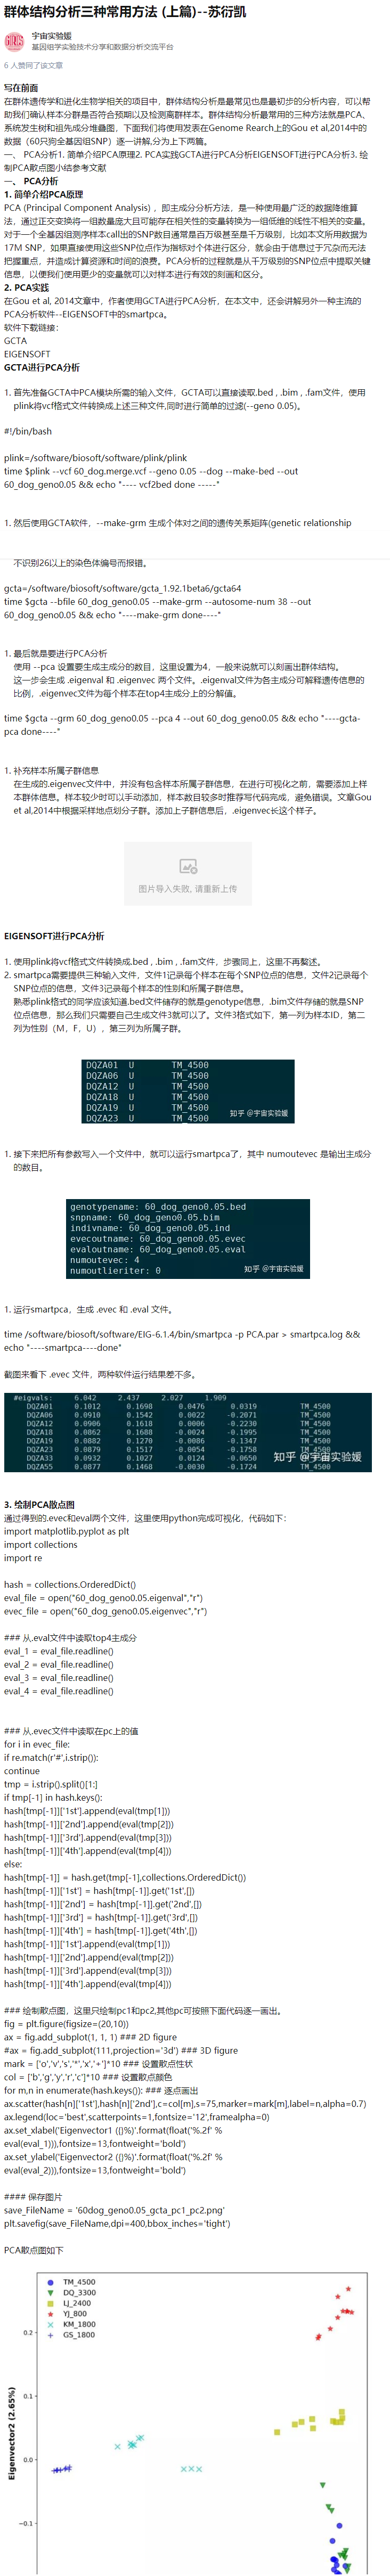 群体结构分析三种常用方法 (上篇)--苏衍凯
宇宙实验媛
基因组学实验技术分享和数据分析交流平台
6 人赞同了该文章
写在前面
在群体遗传学和进化生物学相关的项目中，群体结构分析是最常见也是最初步的分析内容，可以帮
助我们确认样本分群是否符合预期以及检测离群样本。群体结构分析最常用的三种方法就是PCA、
系统发生树和祖先成分堆叠图，下面我们将使用发表在Genome Rearch上的Gou et al,2014中的
数据（60只狗全基因组SNP）逐一讲解,分为上下两篇。
一、 PCA分析1. 简单介绍PCA原理2. PCA实践GCTA进行PCA分析EIGENSOFT进行PCA分析3. 绘
制PCA散点图小结参考文献
一、 PCA分析
1. 简单介绍PCA原理
PCA (Principal Component Analysis) ，即主成分分析方法，是一种使用最广泛的数据降维算
法，通过正交变换将一组数量庞大且可能存在相关性的变量转换为一组低维的线性不相关的变量。
对于一个全基因组测序样本call出的SNP数目通常是百万级甚至是千万级别，比如本文所用数据为
17M SNP，如果直接使用这些SNP位点作为指标对个体进行区分，就会由于信息过于冗杂而无法
把握重点，并造成计算资源和时间的浪费。PCA分析的过程就是从千万级别的SNP位点中提取关键
信息，以便我们使用更少的变量就可以对样本进行有效的刻画和区分。
2. PCA实践
在Gou et al, 2014文章中，作者使用GCTA进行PCA分析，在本文中，还会讲解另外一种主流的
PCA分析软件--EIGENSOFT中的smartpca。
软件下载链接：
GCTA
EIGENSOFT
GCTA进行PCA分析
1. 首先准备GCTA中PCA模块所需的输入文件，GCTA可以直接读取.bed , .bim , .fam文件，使用
plink将vcf格式文件转换成上述三种文件,同时进行简单的过滤(--geno 0.05)。
#!/bin/bash
plink=/software/biosoft/software/plink/plink
time $plink --vcf 60_dog.merge.vcf --geno 0.05 --dog --make-bed --out
60_dog_geno0.05 && echo "---- vcf2bed done -----"
1. 然后使用GCTA软件，--make-grm 生成个体对之间的遗传关系矩阵(genetic relationship
不识别26以上的染色体编号而报错。
gcta=/software/biosoft/software/gcta_1.92.1beta6/gcta64
time $gcta --bfile 60_dog_geno0.05 --make-grm --autosome-num 38 --out
60_dog_geno0.05 && echo "----make-grm done----"
1. 最后就是要进行PCA分析
使用 --pca 设置要生成主成分的数目，这里设置为4，一般来说就可以刻画出群体结构。
这一步会生成 .eigenval 和 .eigenvec 两个文件。.eigenval文件为各主成分可解释遗传信息的
比例，.eigenvec文件为每个样本在top4主成分上的分解值。
time $gcta --grm 60_dog_geno0.05 --pca 4 --out 60_dog_geno0.05 && echo "----gcta-
pca done----"
1. 补充样本所属子群信息
在生成的.eigenvec文件中，并没有包含样本所属子群信息，在进行可视化之前，需要添加上样
本群体信息。样本较少时可以手动添加，样本数目较多时推荐写代码完成，避免错误。文章Gou
et al,2014中根据采样地点划分子群。添加上子群信息后，.eigenvec长这个样子。
图片导入失败, 请重新上传
EIGENSOFT进行PCA分析
1. 使用plink将vcf格式文件转换成.bed , .bim , .fam文件，步骤同上，这里不再赘述。
2. smartpca需要提供三种输入文件，文件1记录每个样本在每个SNP位点的信息，文件2记录每个
SNP位点的信息，文件3记录每个样本的性别和所属子群信息。
熟悉plink格式的同学应该知道.bed文件储存的就是genotype信息，.bim文件存储的就是SNP
位点信息，那么我们只需要自己生成文件3就可以了。文件3格式如下，第一列为样本ID，第二
列为性别（M，F，U），第三列为所属子群。
DQZA01 U TM_4500
DQZA06 U TM_4500
DQZA12 U TM_4500
DQZA18 U TM_4500
DQZA19 U TM_4500
DQZA23 U TM_4500
知乎 @宇宙实验媛
1. 接下来把所有参数写入一个文件中，就可以运行smartpca了，其中 numoutevec 是输出主成分
的数目。
genotypename: 60_dog_geno0.05.bed
snpname: 60_dog_geno0.05.bim
indivname: 60_dog_geno0.05.ind
evecoutname: 60_dog_geno0.05.evec
evaloutname: 60_dog_geno0.05.eval
numoutevec: 4
numoutlieriter: 0
知乎 @宇宙实验媛
1. 运行smartpca，生成 .evec 和 .eval 文件。
time /software/biosoft/software/EIG-6.1.4/bin/smartpca -p PCA.par > smartpca.log &&
echo "----smartpca----done"
截图来看下 .evec 文件，两种软件运行结果差不多。
#eigvals: 6.042 2.437 2.027 1.909
DQZA01 0.1012 0.1698 0.0476 0.0319 TM_4500
DQZA06 0.0910 0.1542 0.0022 -0.2071 TM_4500
DQZA12 0.0906 0.1618 0.0006 -0.2230 TM_4500
DQZA18 0.0862 0.1688 -0.0024 -0.1995 TM_4500
DQZA19 0.0882 0.1270 -0.0086 -0.1347 TM_4500
DQZA23 0.0879 0.1517 -0.0054 -0.1758 TM_4500
DQZA33 0.0932 0.1027 0.0124 -0.0650 TM_4500
DQZA55 0.0877 0.1468 -0.0030 -0.1724 TM_4500
知乎 @宇宙实验媛
3. 绘制PCA散点图
通过得到的.evec和eval两个文件，这里使用python完成可视化，代码如下：
import matplotlib.pyplot as plt
import collections
import re
hash = collections.OrderedDict()
eval_file = open("60_dog_geno0.05.eigenval","r")
evec_file = open("60_dog_geno0.05.eigenvec","r")
### 从.eval文件中读取top4主成分
eval_1 = eval_file.readline()
eval_2 = eval_file.readline()
eval_3 = eval_file.readline()
eval_4 = eval_file.readline()
### 从.evec文件中读取在pc上的值
for i in evec_file:
if re.match(r'#',i.strip()):
continue
tmp = i.strip().split()[1:]
if tmp[-1] in hash.keys():
hash[tmp[-1]]['1st'].append(eval(tmp[1]))
hash[tmp[-1]]['2nd'].append(eval(tmp[2]))
hash[tmp[-1]]['3rd'].append(eval(tmp[3]))
hash[tmp[-1]]['4th'].append(eval(tmp[4]))
else:
hash[tmp[-1]] = hash.get(tmp[-1],collections.OrderedDict())
hash[tmp[-1]]['1st'] = hash[tmp[-1]].get('1st',[])
hash[tmp[-1]]['2nd'] = hash[tmp[-1]].get('2nd',[])
hash[tmp[-1]]['3rd'] = hash[tmp[-1]].get('3rd',[])
hash[tmp[-1]]['4th'] = hash[tmp[-1]].get('4th',[])
hash[tmp[-1]]['1st'].append(eval(tmp[1]))
hash[tmp[-1]]['2nd'].append(eval(tmp[2]))
hash[tmp[-1]]['3rd'].append(eval(tmp[3]))
hash[tmp[-1]]['4th'].append(eval(tmp[4]))
### 绘制散点图，这里只绘制pc1和pc2,其他pc可按照下面代码逐一画出。
fig = plt.figure(figsize=(20,10))
ax = fig.add_subplot(1, 1, 1) ### 2D figure
#ax = fig.add_subplot(111,projection='3d') ### 3D figure
mark = ['o','v','s','*','x','+']*10 ### 设置散点性状
col = ['b','g','y','r','c']*10 ### 设置散点颜色
for m,n in enumerate(hash.keys()): ### 逐点画出
ax.scatter(hash[n]['1st'],hash[n]['2nd'],c=col[m],s=75,marker=mark[m],label=n,alpha=0.7)
ax.legend(loc='best',scatterpoints=1,fontsize='12',framealpha=0)
ax.set_xlabel('Eigenvector1 ({}%)'.format(float('%.2f' %
eval(eval_1))),fontsize=13,fontweight='bold')
ax.set_ylabel('Eigenvector2 ({}%)'.format(float('%.2f' %
eval(eval_2))),fontsize=13,fontweight='bold')
#### 保存图片
save_FileName = '60dog_geno0.05_gcta_pc1_pc2.png'
plt.savefig(save_FileName,dpi=400,bbox_inches='tight')
PCA散点图如下
TM_4500
DQ_3300
LJ_2400
YJ_800
KM_1800
GS_1800
0.2
0.1
0.0
−0.1
Eigenvector2 (2.65%)